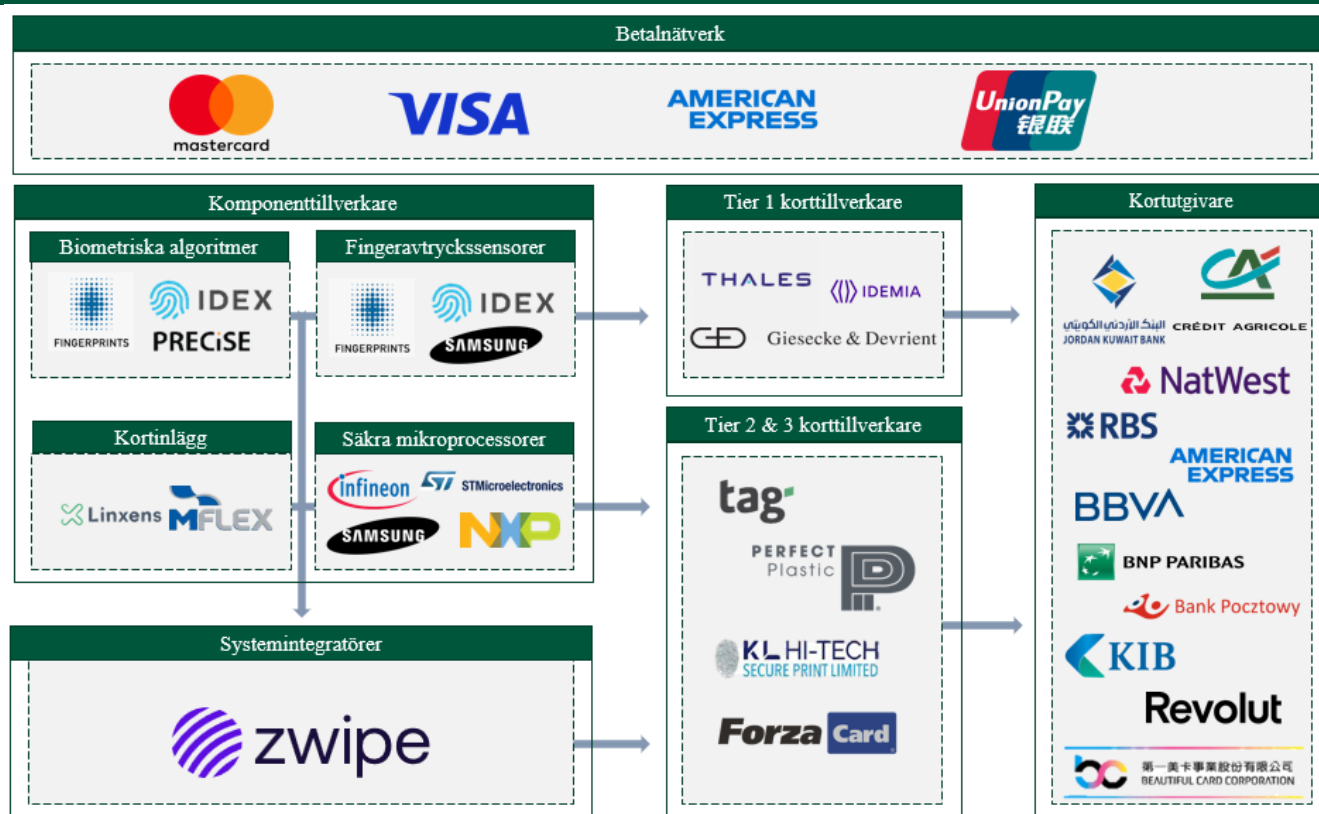 Betalnätverk
mastercard
VISA
AMERICAN
EXPRESS
UnionPay
银联
Komponenttillverkare
Biometriska algoritmer
FINGERPRINTS
IDEX
PRECiSE
Fingeravtryckssensorer
FINGERPRINTS
IDEX
SAMSUNG
Kortinlägg
Linxens
MFLEX
Säkra mikroprocessorer
infineon
ST
STMicroelectronics
SAMSUNG
NXP
Systemintegratörer
zwipe
Tier 1 korttillverkare
THALES
IDEMIA
Giesecke & Devrient
Tier 2 & 3 korttillverkare
tag
PERFECT
Plastic
KL HI-TECH
SECURE PRINT LIMITED
Forza Card
Kortutgivare
البنك الأردني الكويتي
JORDAN KUWAIT BANK
CRÉDIT AGRICOLE
NatWest
RBS
AMERICAN
EXPRESS
BBVA
BNP PARIBAS
Bank Pocztowy
KIB
Revolut
bc
第一美卡事業股份有限公司
BEAUTIFUL CARD CORPORATION